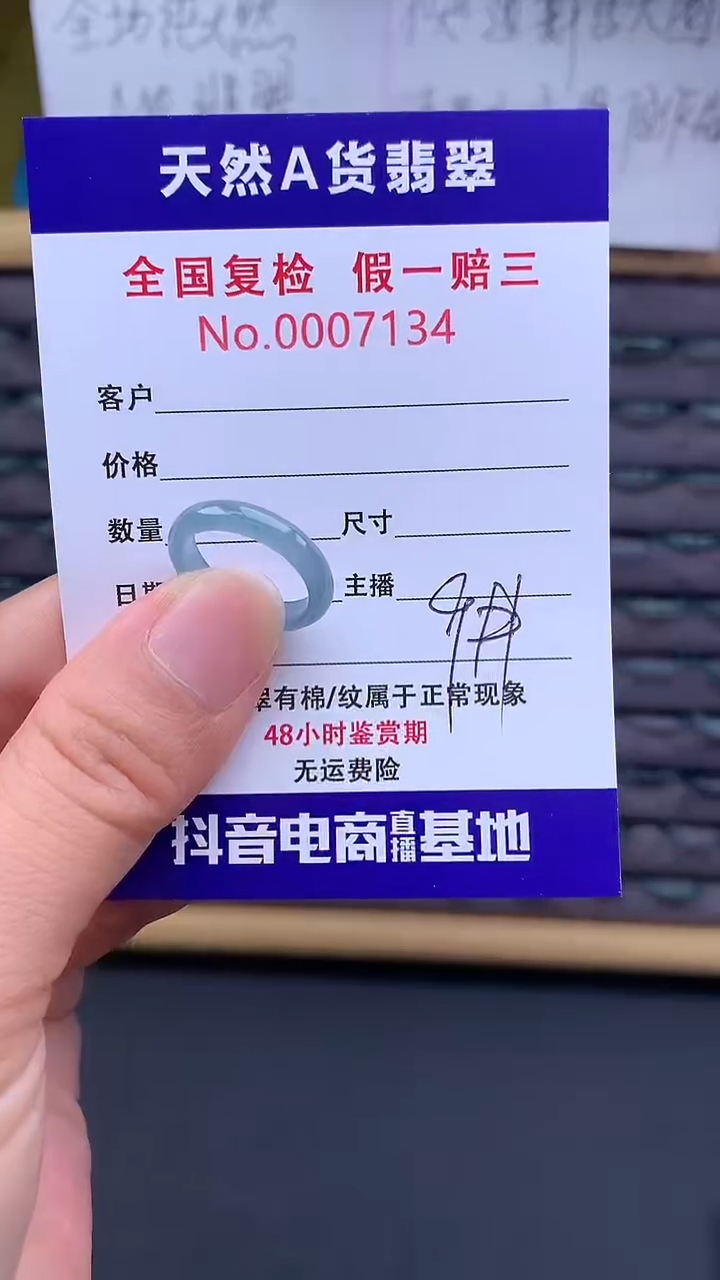 天然A货翡翠
全国复检 假一赔三
No.0007134
客户
价格
数量 尺寸
日期 主播
有棉/纹属于正常现象
48小时鉴赏期
无运费险
抖音电商直播基地